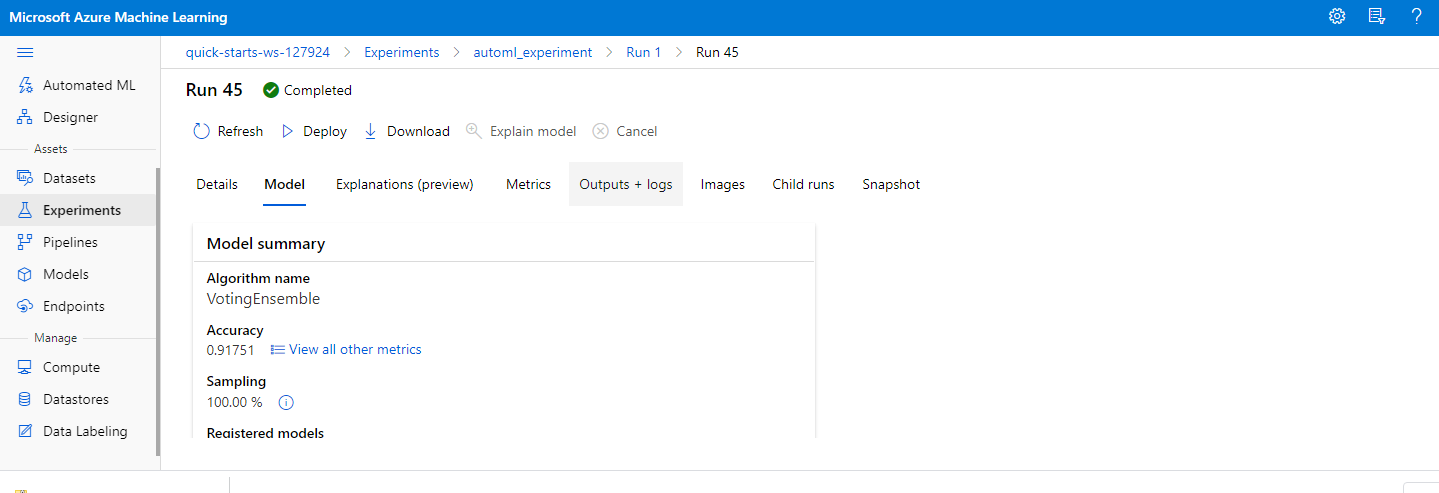 Microsoft Azure Machine Learning
quick-starts-ws-127924 > Experiments > automl_experiment > Run 1 > Run 45
Automated ML
Designer
Assets
Datasets
Experiments
Pipelines
Models
Endpoints
Manage
Compute
Datastores
Data Labeling
Run 45 Completed
Refresh Deploy Download Explain model Cancel
Details Model Explanations (preview) Metrics Outputs + logs Images Child runs Snapshot
Model summary
Algorithm name
VotingEnsemble
Accuracy
0.91751 View all other metrics
Sampling
100.00 %
Registered models